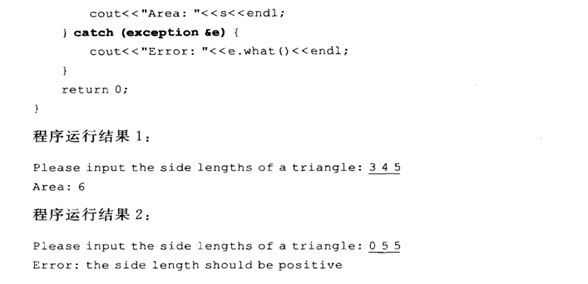 cout<<"Area: "<<s<<endl;
} catch (exception &e) {
cout<<"Error: "<<e.what()<<endl;
}
return 0;
}
程序运行结果 1:
Please input the side lengths of a triangle: 3 4 5
Area: 6
程序运行结果 2:
Please input the side lengths of a triangle: 0 5 5
Error: the side length should be positive